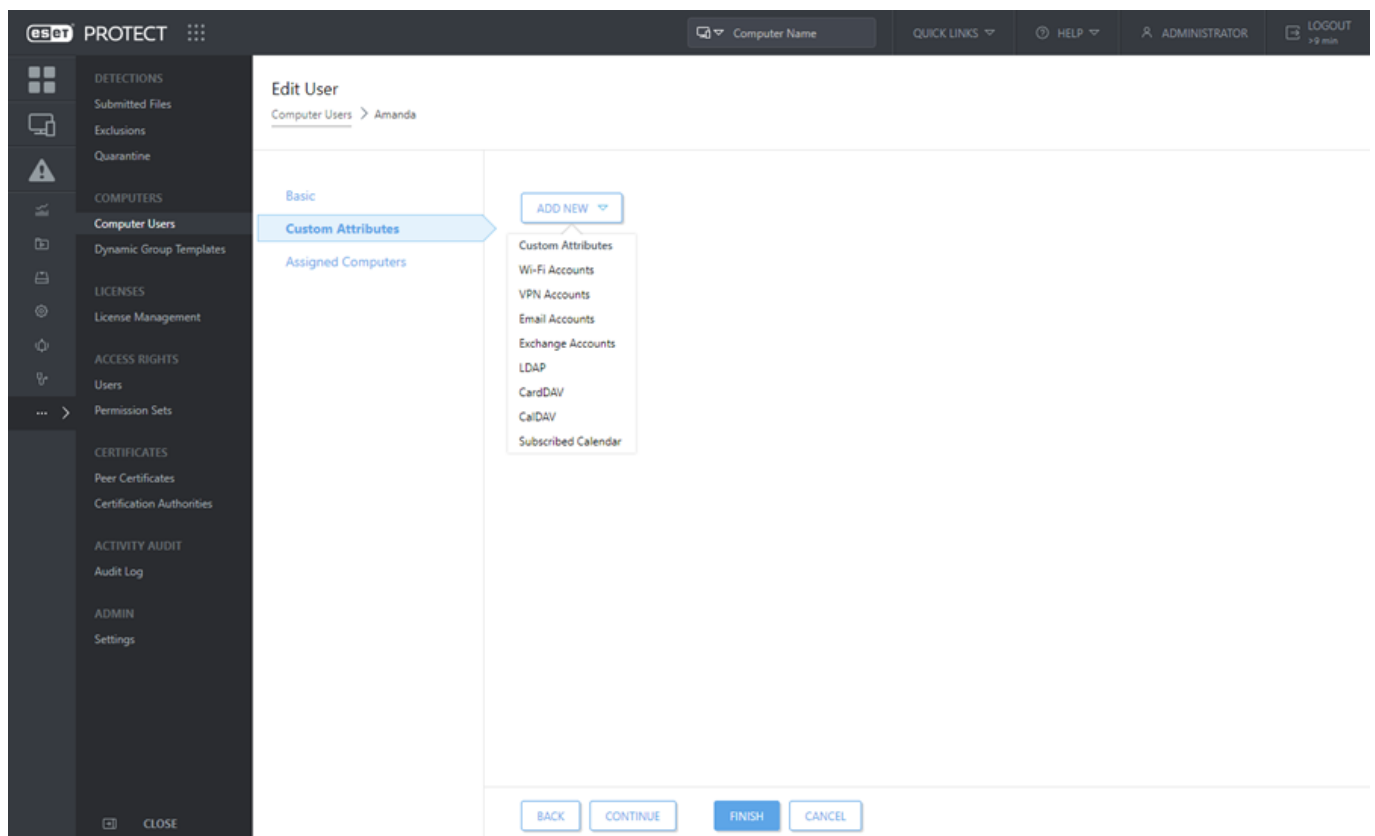 eset PROTECT
Computer Name
QUICK LINKS
HELP
ADMINISTRATOR
LOGOUT
>9 min
DETECTIONS
Submitted Files
Exclusions
Quarantine
COMPUTERS
Computer Users
Dynamic Group Templates
LICENSES
License Management
ACCESS RIGHTS
Users
Permission Sets
CERTIFICATES
Peer Certificates
Certification Authorities
ACTIVITY AUDIT
Audit Log
ADMIN
Settings
CLOSE
Edit User
Computer Users > Amanda
Basic
Custom Attributes
Assigned Computers
ADD NEW
Custom Attributes
Wi-Fi Accounts
VPN Accounts
Email Accounts
Exchange Accounts
LDAP
CardDAV
CalDAV
Subscribed Calendar
BACK
CONTINUE
FINISH
CANCEL